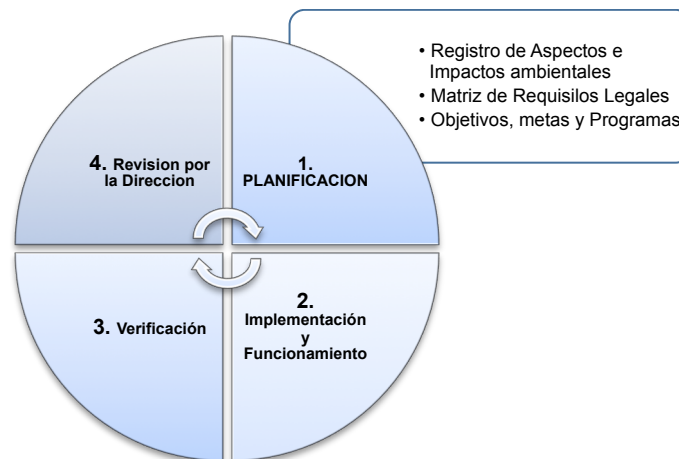 • Registro de Aspectos e
Impactos ambientales
• Matriz de Requisilos Legales
• Objetivos, metas y Programas
4. Revision por
la Direccion
1.
PLANIFICACION
3. Verificación
2.
Implementación
y
Funcionamiento